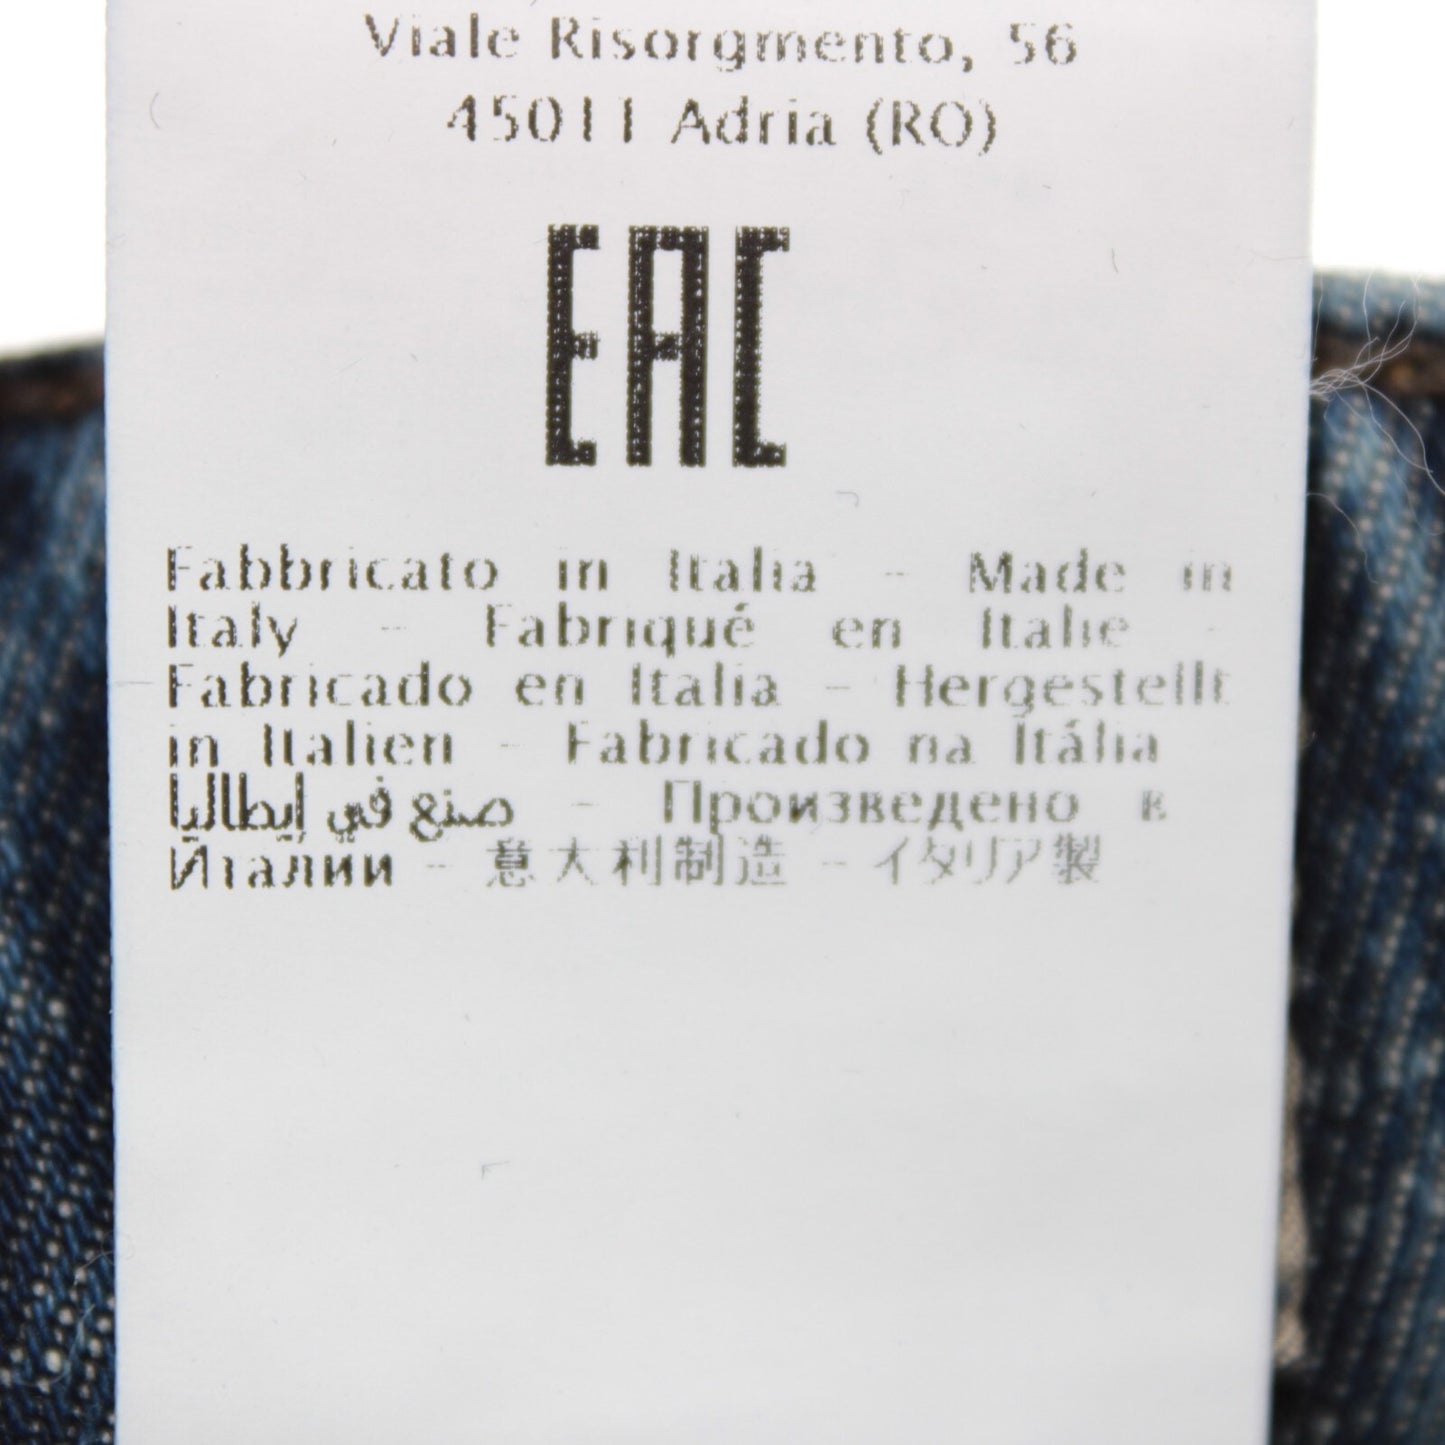 Viale Risorgmento, 56
45011 Adria (RO)
EAC
Fabbricato in Italia - Made in
Italy - Fabriqué en Italie -
Fabricado en Italia - Hergestellt
in Italien - Fabricado na Itália
صنع في إيطاليا - Произведено в
Италии - 意大利制造 - イタリア製